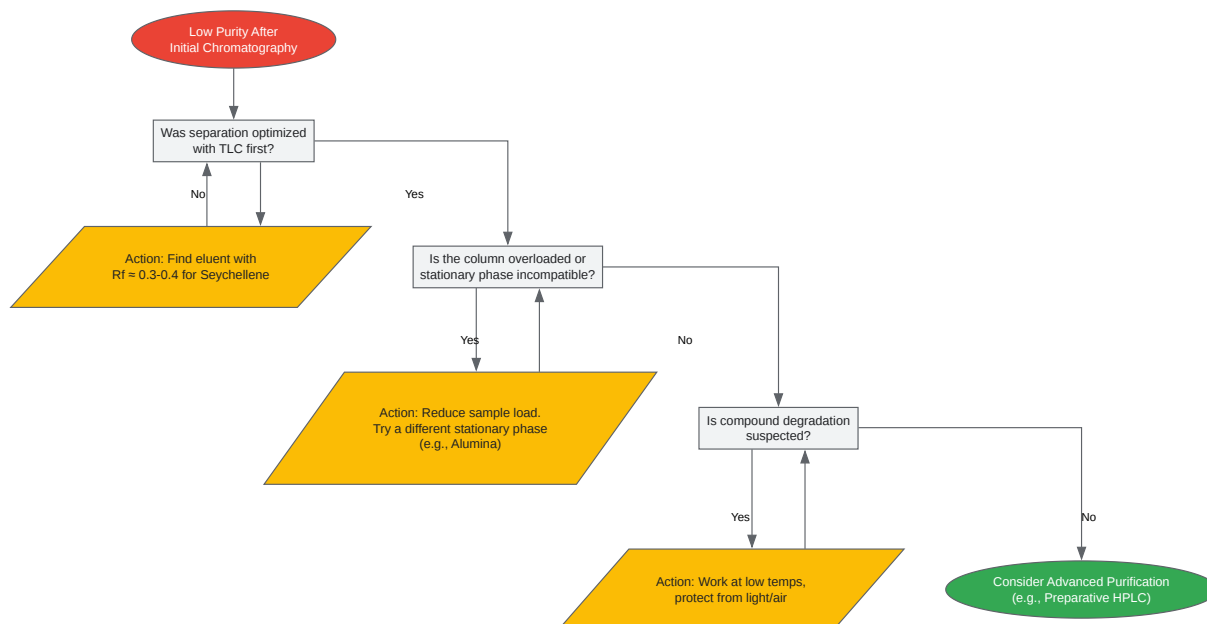 Low Purity After
Initial Chromatography
Was separation optimized
with TLC first?
No
Yes
Action: Find eluent with
Rf ≈ 0.3-0.4 for Seychellene
Is the column overloaded or
stationary phase incompatible?
Yes
No
Action: Reduce sample load.
Try a different stationary phase
(e.g., Alumina)
Is compound degradation
suspected?
Yes
No
Action: Work at low temps,
protect from light/air
Consider Advanced Purification
(e.g., Preparative HPLC)